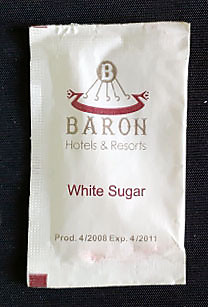 B
BARON
Hotels & Resorts
White Sugar
Prod. 4/2008 Exp. 4/2011